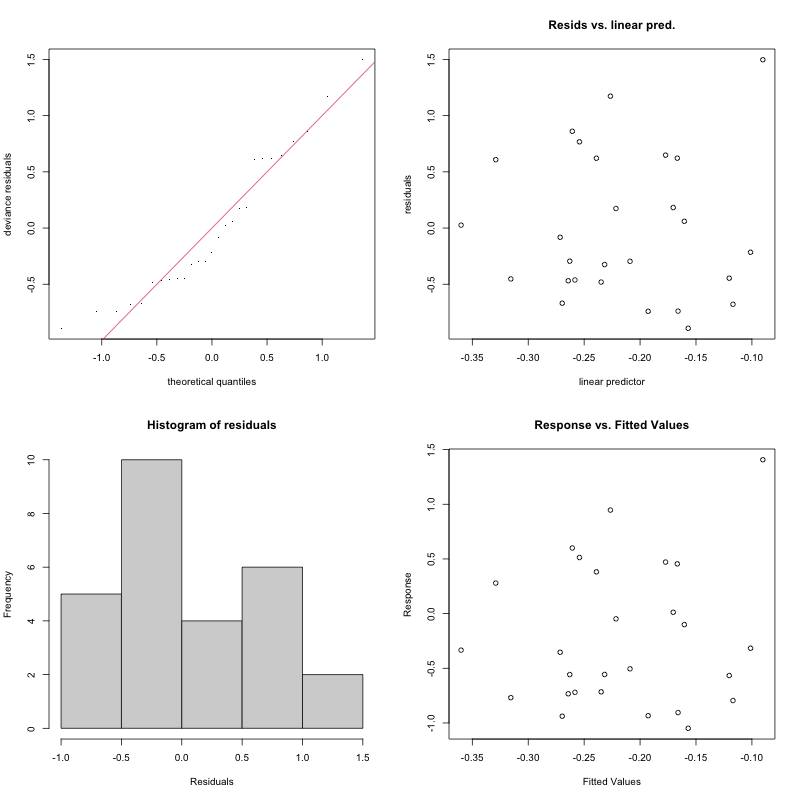 1.5
1.0
0.5
0.0
-0.5
deviance residuals
-1.0 -0.5 0.0 0.5 1.0
theoretical quantiles
Resids vs. linear pred.
1.5
1.0
0.5
0.0
-0.5
residuals
-0.35 -0.30 -0.25 -0.20 -0.15 -0.10
linear predictor
Histogram of residuals
10
8
6
4
2
0
Frequency
-1.0 -0.5 0.0 0.5 1.0 1.5
Residuals
Response vs. Fitted Values
1.5
1.0
0.5
0.0
-0.5
-1.0
Response
-0.35 -0.30 -0.25 -0.20 -0.15 -0.10
Fitted Values